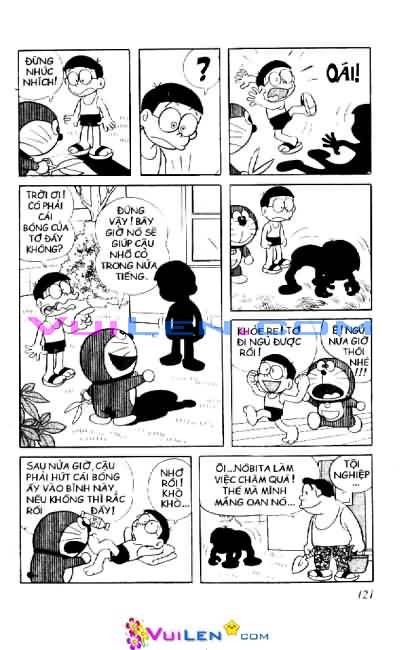 ĐỪNG
NHÚC
NHÍCH!
?
OÁI!
TRỜI ƠI!
CÓ PHẢI
CÁI
BÓNG CỦA
TỚ ĐẤY
KHÔNG?
ĐÚNG
VẬY! BÂY
GIỜ NÓ SẼ
GIÚP CẬU
NHỔ CỎ
TRONG NỬA
TIẾNG..
KHỎE RE! TỚ
ĐI NGỦ ĐƯỢC
RỒI!
Ê! NGỦ
NỬA GIỜ
THÔI
NHÉ
!!!
VUILEN.COM
SAU NỬA GIỜ, CẬU
PHẢI HÚT CÁI BÓNG
ẤY VÀO BÌNH NÀY,
NẾU KHÔNG THÌ RẮC
RỐI ĐẤY!
NHỚ
RỒI! KHÒ
KHÒ...
ÔI...NÔBITA LÀM
VIỆC CHĂM QUÁ!
THẾ MÀ MÌNH
MẮNG OAN NÓ...
TỘI
NGHIỆP
...
121
VUILEN.COM